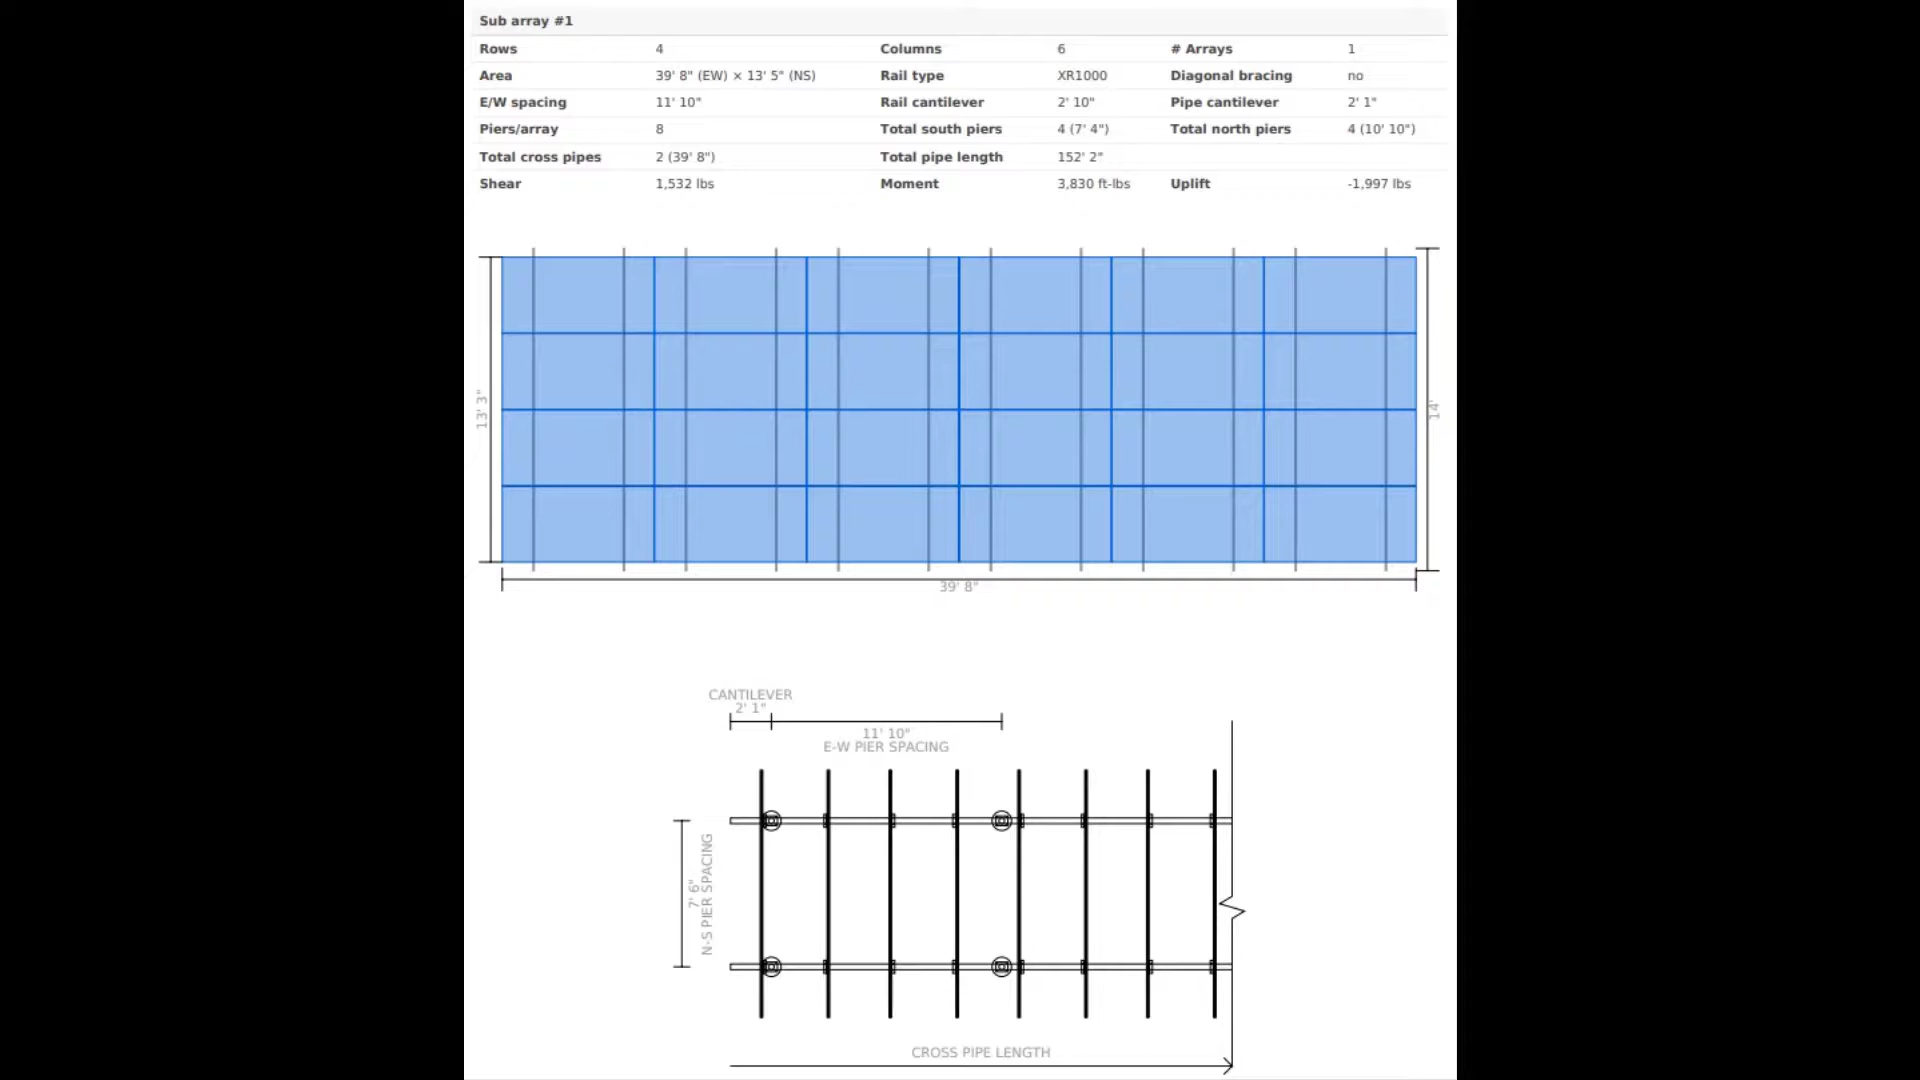 Sub array #1
Rows 4 Columns 6 # Arrays 1
Area 39' 8" (EW) × 13' 5" (NS) Rail type XR1000 Diagonal bracing no
E/W spacing 11' 10" Rail cantilever 2' 10" Pipe cantilever 2' 1"
Piers/array 8 Total south piers 4 (7' 4") Total north piers 4 (10' 10")
Total cross pipes 2 (39' 8") Total pipe length 152' 2"
Shear 1,532 lbs Moment 3,830 ft-lbs Uplift -1,997 lbs
13' 3"
14'
39' 8"
CANTILEVER
2' 1"
11' 10"
E-W PIER SPACING
7' 6"
N-S PIER SPACING
CROSS PIPE LENGTH